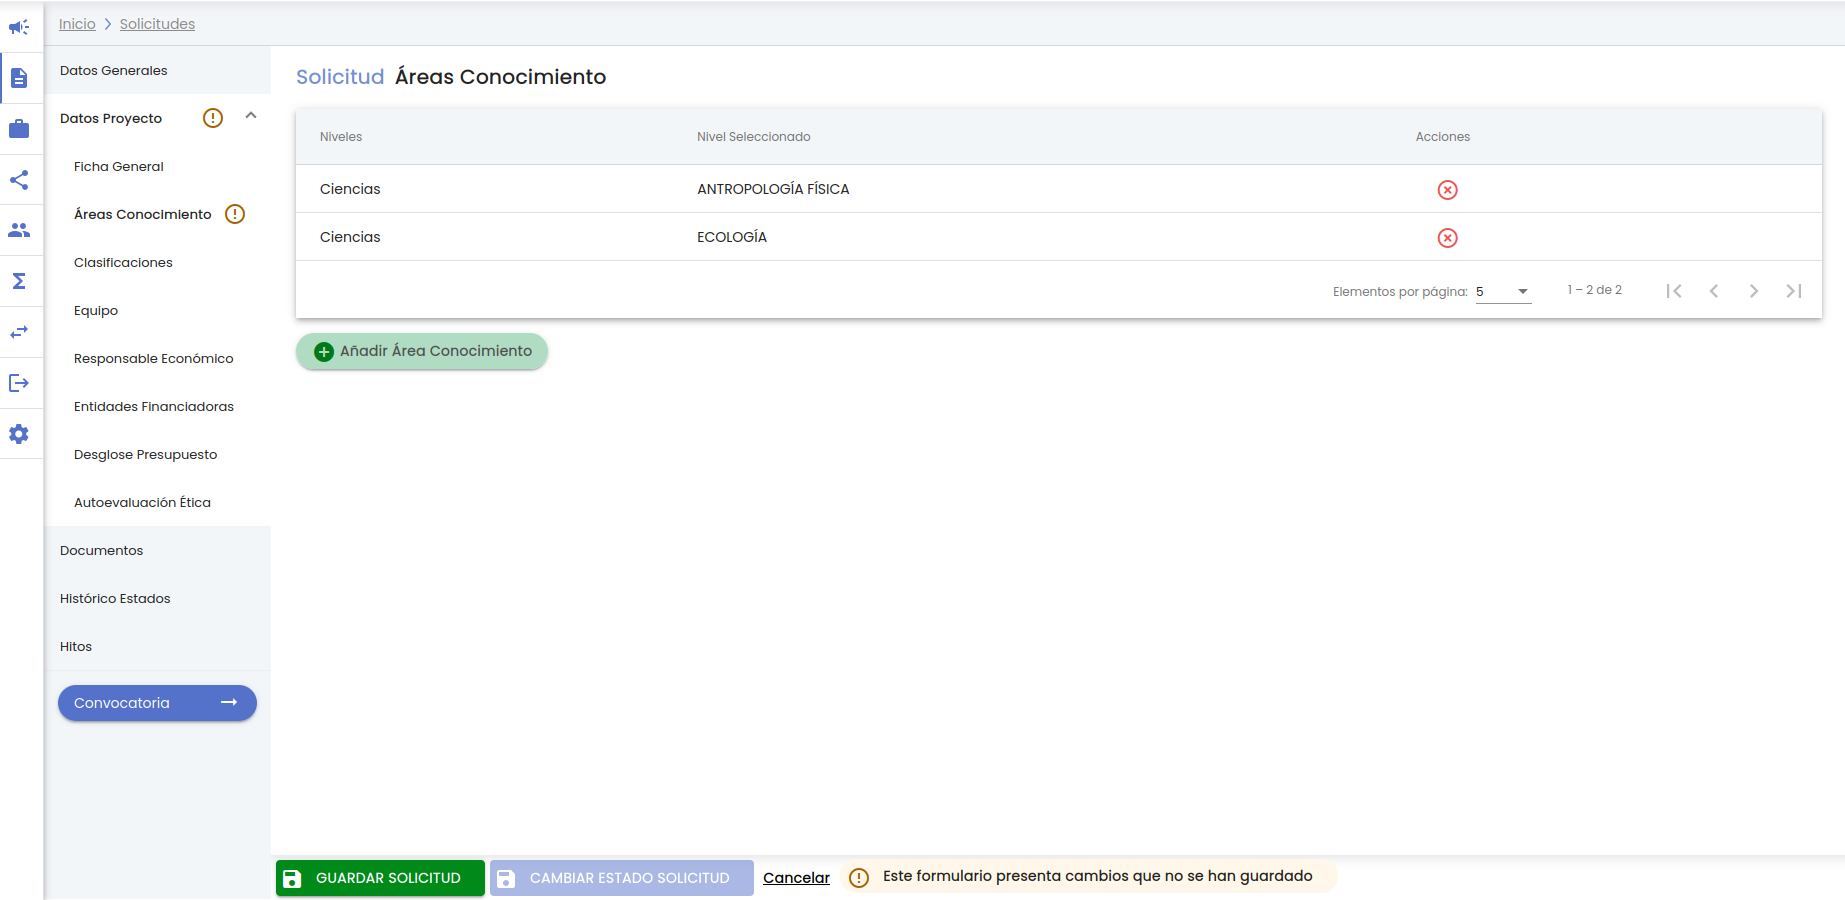 Inicio Solicitudes
Datos Generales
Datos Proyecto
Ficha General
Áreas Conocimiento
Clasificaciones
Equipo
Responsable Económico
Entidades Financiadoras
Desglose Presupuesto
Autoevaluación Ética
Documentos
Histórico Estados
Hitos
Convocatoria
Solicitud Áreas Conocimiento
Niveles Nivel Seleccionado Acciones
Ciencias ANTROPOLOGÍA FÍSICA
Ciencias ECOLOGÍA
Elementos por página: 5 1 – 2 de 2
Añadir Área Conocimiento
GUARDAR SOLICITUD CAMBIAR ESTADO SOLICITUD Cancelar Este formulario presenta cambios que no se han guardado